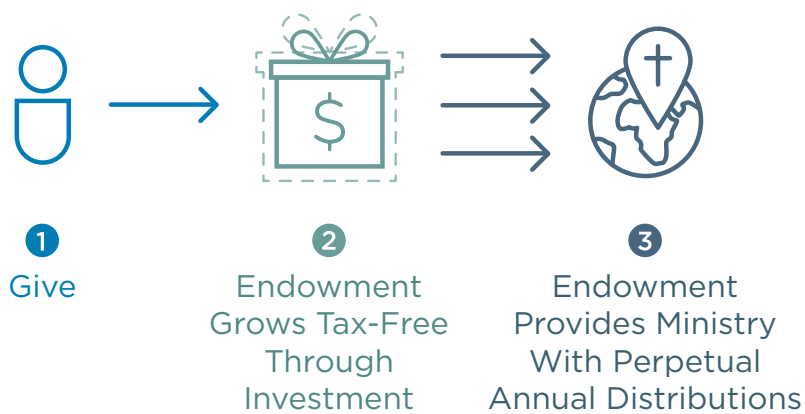 $
1
Give
2
Endowment
Grows Tax-Free
Through
Investment
3
Endowment
Provides Ministry
With Perpetual
Annual Distributions